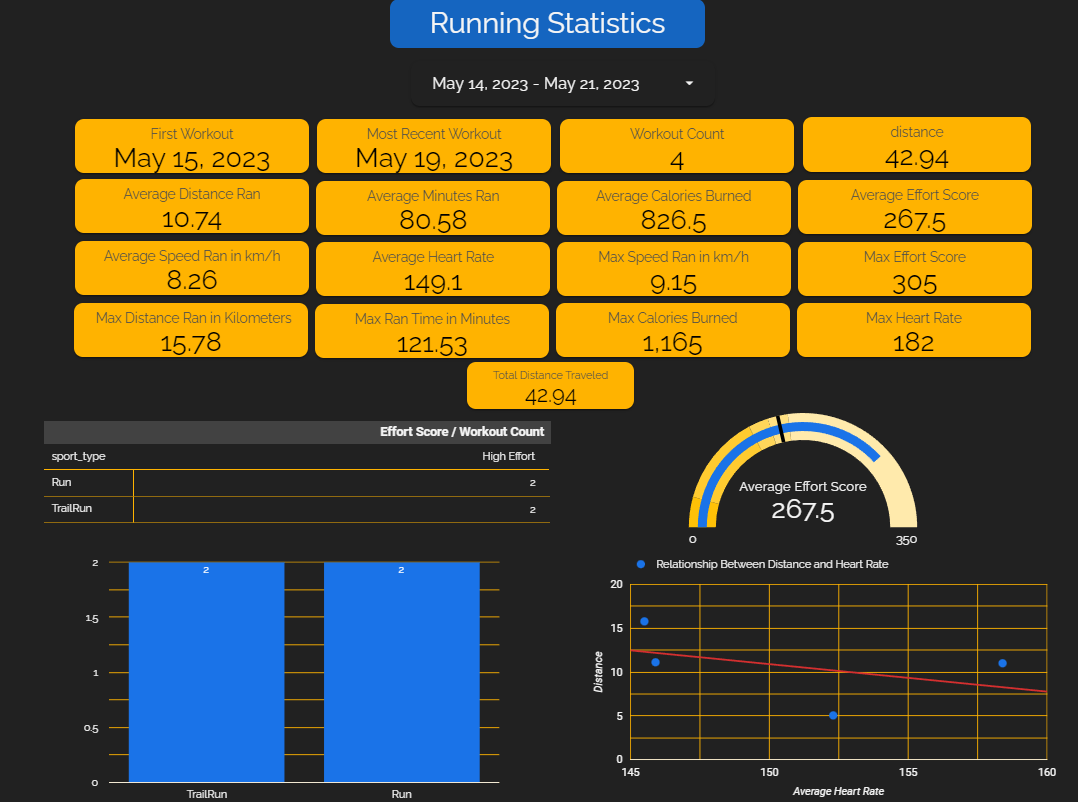 Running Statistics
May 14, 2023 - May 21, 2023
First Workout
May 15, 2023
Most Recent Workout
May 19, 2023
Workout Count
4
distance
42.94
Average Distance Ran
10.74
Average Minutes Ran
80.58
Average Calories Burned
826.5
Average Effort Score
267.5
Average Speed Ran in km/h
8.26
Average Heart Rate
149.1
Max Speed Ran in km/h
9.15
Max Effort Score
305
Max Distance Ran in Kilometers
15.78
Max Ran Time in Minutes
121.53
Max Calories Burned
1,165
Max Heart Rate
182
Total Distance Traveled
42.94
Effort Score / Workout Count
sport_type High Effort
Run 2
TrailRun 2
Average Effort Score
267.5
0 350
2
1.5
1
0.5
0
2 2
TrailRun Run
Relationship Between Distance and Heart Rate
20
15
10
5
0
Distance
145 150 155 160
Average Heart Rate